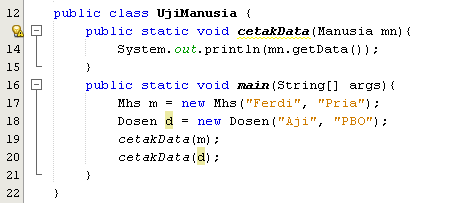 12 public class UjiManusia {
public static void cetakData(Manusia mn){
14 System.out.println(mn.getData());
15 }
16 public static void main(String[] args){
17 Mhs m = new Mhs("Ferdi", "Pria");
18 Dosen d = new Dosen("Aji", "PBO");
19 cetakData(m);
20 cetakData(d);
21 }
22 }